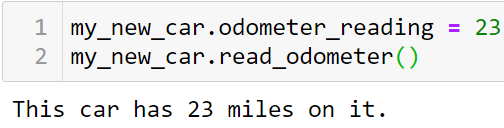 1 my_new_car.odometer_reading = 23
2 my_new_car.read_odometer()
This car has 23 miles on it.